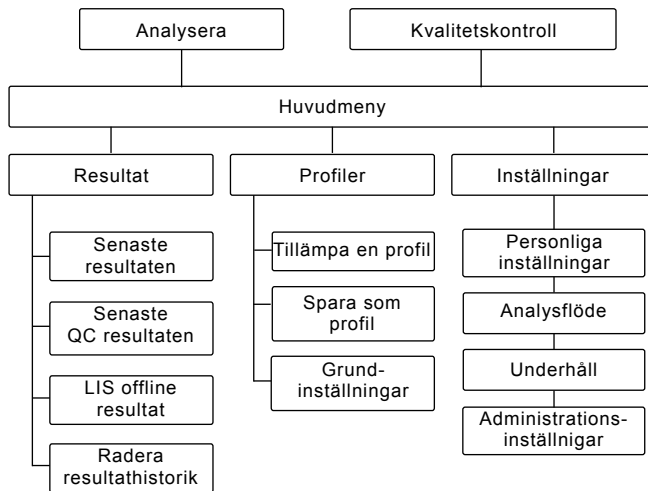 Analysera
Kvalitetskontroll
Huvudmeny
Resultat
Profiler
Inställningar
Senaste
resultaten
Senaste
QC resultaten
LIS offline
resultat
Radera
resultathistorik
Tillämpa en profil
Spara som
profil
Grund-
inställningar
Personliga
inställningar
Analysflöde
Underhåll
Administrations-
inställnigar